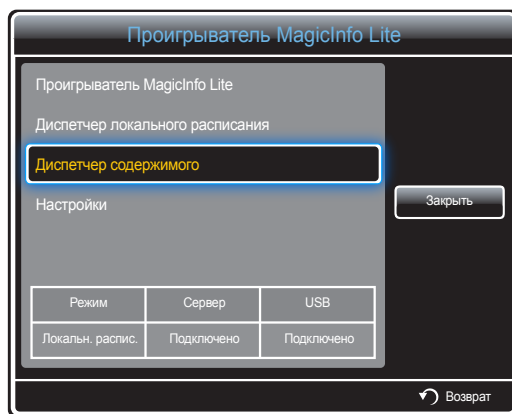 Проигрыватель MagicInfo Lite
Проигрыватель MagicInfo Lite
Диспетчер локального расписания
Диспетчер содержимого
Настройки
Закрыть
Режим Сервер USB
Локальн. распис. Подключено Подключено
Возврат